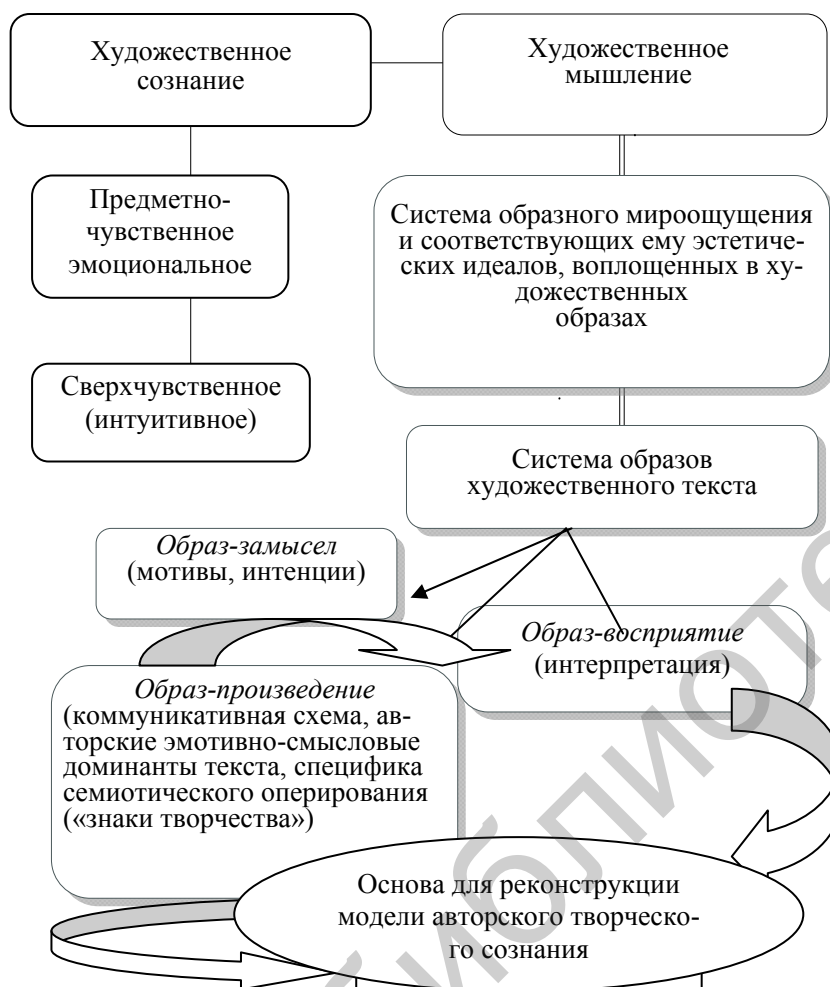 Художественное
сознание
Художественное
мышление
Предметно-
чувственное
эмоциональное
Система образного мироощущения
и соответствующих ему эстетиче-
ских идеалов, воплощенных в ху-
дожественных
образах
Сверхчувственное
(интуитивное)
Система образов
художественного текста
Образ-замысел
(мотивы, интенции)
Образ-восприятие
(интерпретация)
Образ-произведение
(коммуникативная схема, ав-
торские эмотивно-смысловые
доминанты текста, специфика
семиотического оперирования
(«знаки творчества»)
Основа для реконструкции
модели авторского творческо-
го сознания